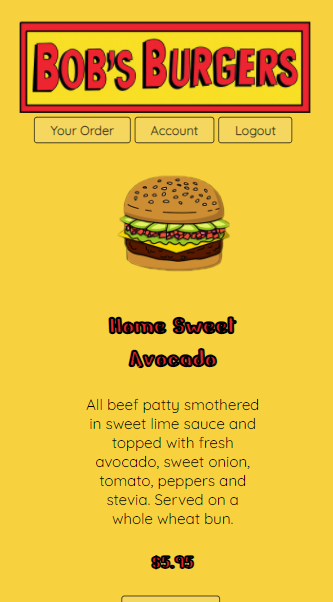 BOB'S BURGERS
Your Order Account Logout
Home Sweet
Avocado
All beef patty smothered
in sweet lime sauce and
topped with fresh
avocado, sweet onion,
tomato, peppers and
stevia. Served on a
whole wheat bun.
$5.95